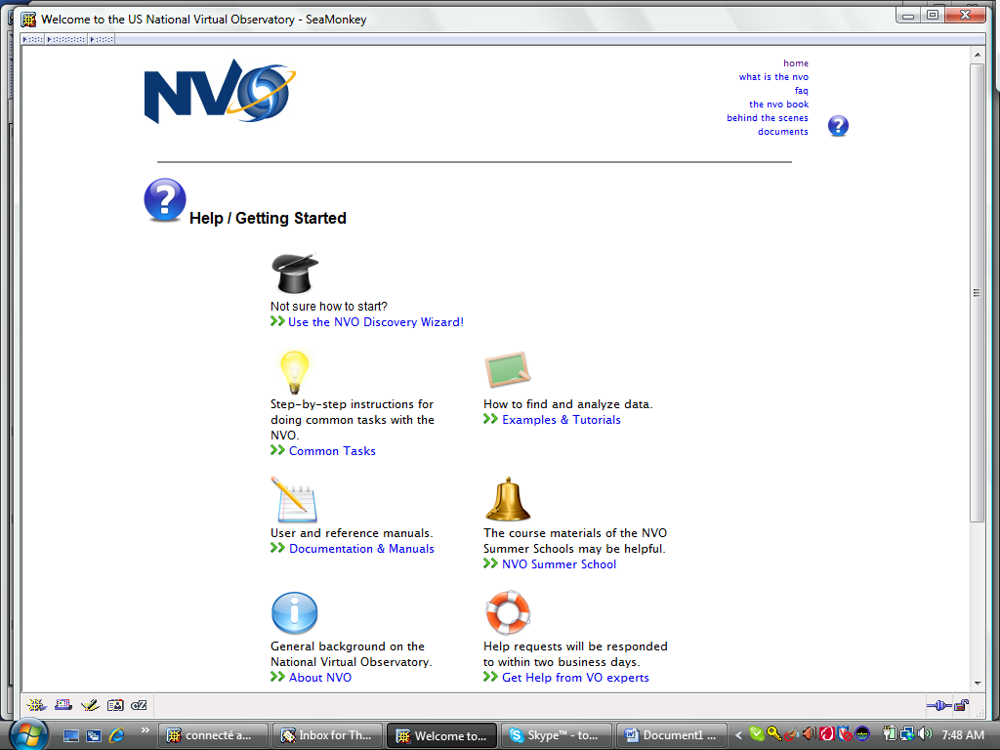 Welcome to the US National Virtual Observatory - SeaMonkey
NVO
home
what is the nvo
faq
the nvo book
behind the scenes
documents
?
? Help / Getting Started
Not sure how to start?
Use the NVO Discovery Wizard!
Step-by-step instructions for
doing common tasks with the
NVO.
Common Tasks
How to find and analyze data.
Examples & Tutorials
User and reference manuals.
Documentation & Manuals
The course materials of the NVO
Summer Schools may be helpful.
NVO Summer School
i
General background on the
National Virtual Observatory.
About NVO
Help requests will be responded
to within two business days.
Get Help from VO experts
cZ
connecté a...
Inbox for Th...
Welcome to...
Skype™ - to...
Document1 ...
7:48 AM